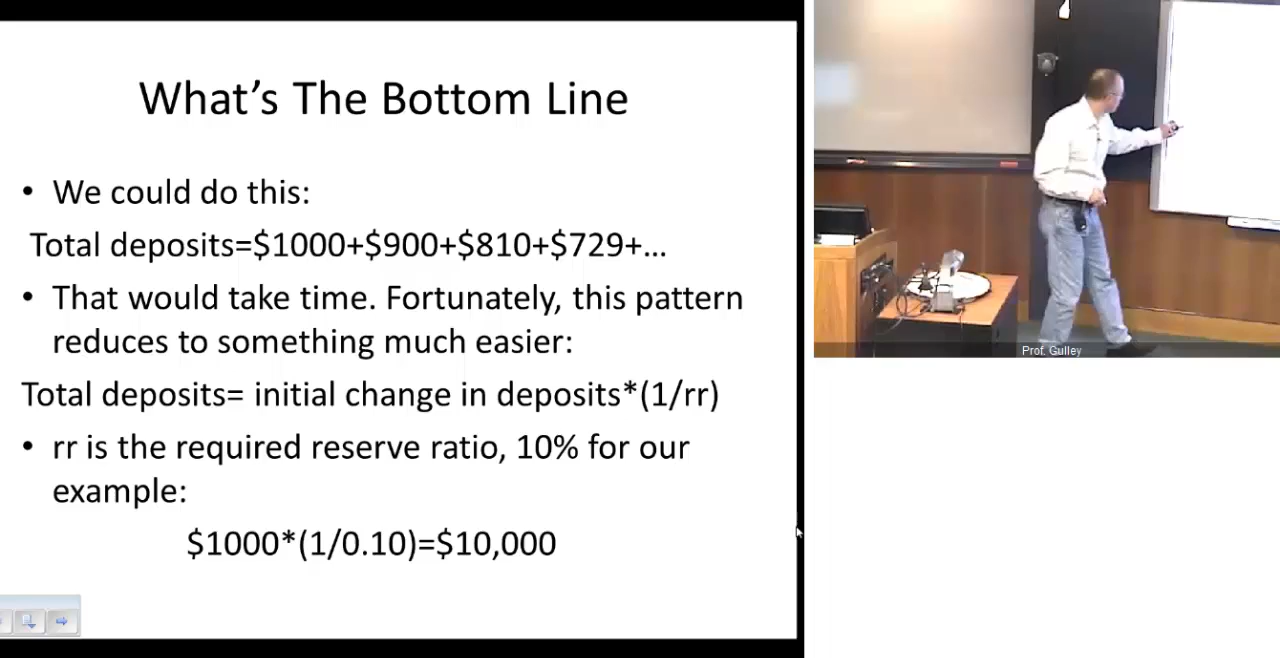 What’s The Bottom Line
• We could do this:
Total deposits=$1000+$900+$810+$729+...
• That would take time. Fortunately, this pattern
reduces to something much easier:
Total deposits= initial change in deposits*(1/rr)
• rr is the required reserve ratio, 10% for our
example:
$1000*(1/0.10)=$10,000
Prof. Gulley